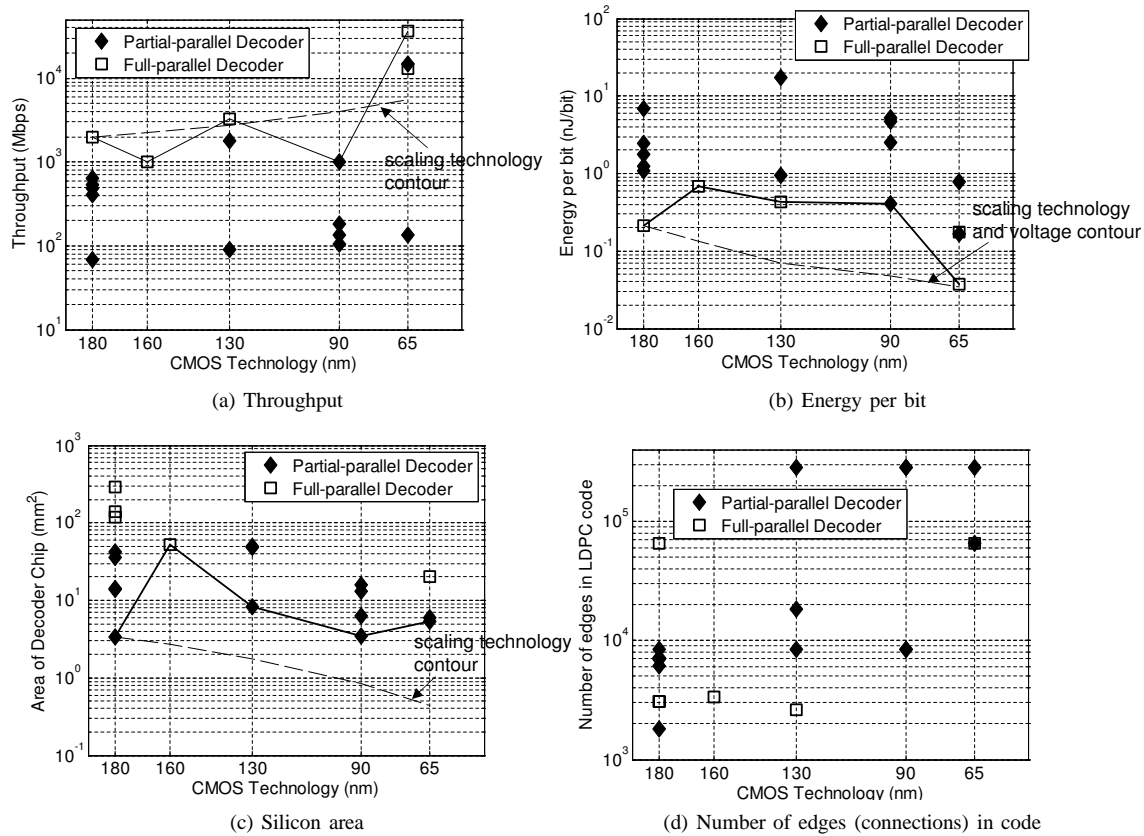 10^4
10^3
10^2
10^1
Throughput (Mbps)
Partial-parallel Decoder
Full-parallel Decoder
scaling technology
contour
180 160 130 90 65
CMOS Technology (nm)
(a) Throughput
10^2
10^1
10^0
10^-1
10^-2
Energy per bit (nJ/bit)
Partial-parallel Decoder
Full-parallel Decoder
scaling technology
and voltage contour
180 160 130 90 65
CMOS Technology (nm)
(b) Energy per bit
10^3
10^2
10^1
10^0
10^-1
Area of Decoder Chip (mm^2)
Partial-parallel Decoder
Full-parallel Decoder
scaling technology
contour
180 160 130 90 65
CMOS Technology (nm)
(c) Silicon area
10^5
10^4
10^3
Number of edges in LDPC code
Partial-parallel Decoder
Full-parallel Decoder
180 160 130 90 65
CMOS Technology (nm)
(d) Number of edges (connections) in code